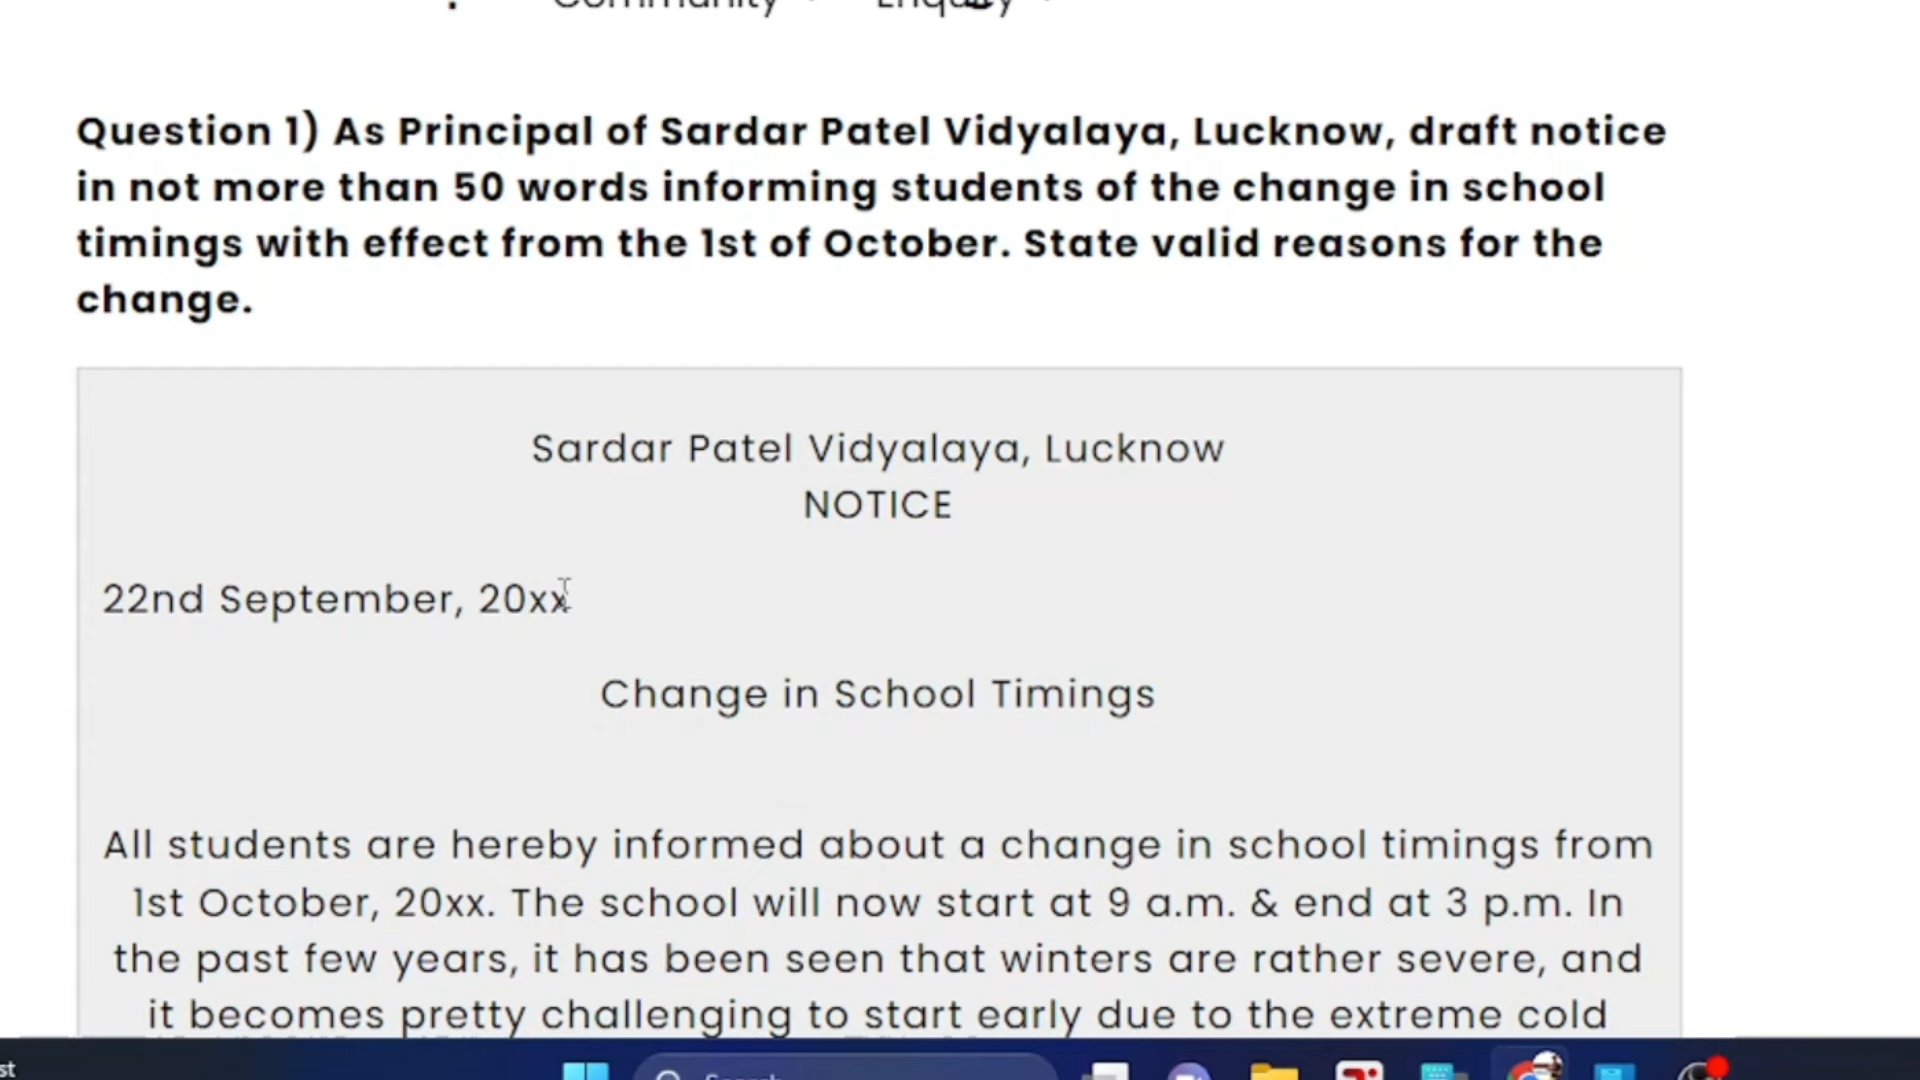 Community Enquiry
Question 1) As Principal of Sardar Patel Vidyalaya, Lucknow, draft notice
in not more than 50 words informing students of the change in school
timings with effect from the 1st of October. State valid reasons for the
change.
Sardar Patel Vidyalaya, Lucknow
NOTICE
22nd September, 20xx
Change in School Timings
All students are hereby informed about a change in school timings from
1st October, 20xx. The school will now start at 9 a.m. & end at 3 p.m. In
the past few years, it has been seen that winters are rather severe, and
it becomes pretty challenging to start early due to the extreme cold
st
Search